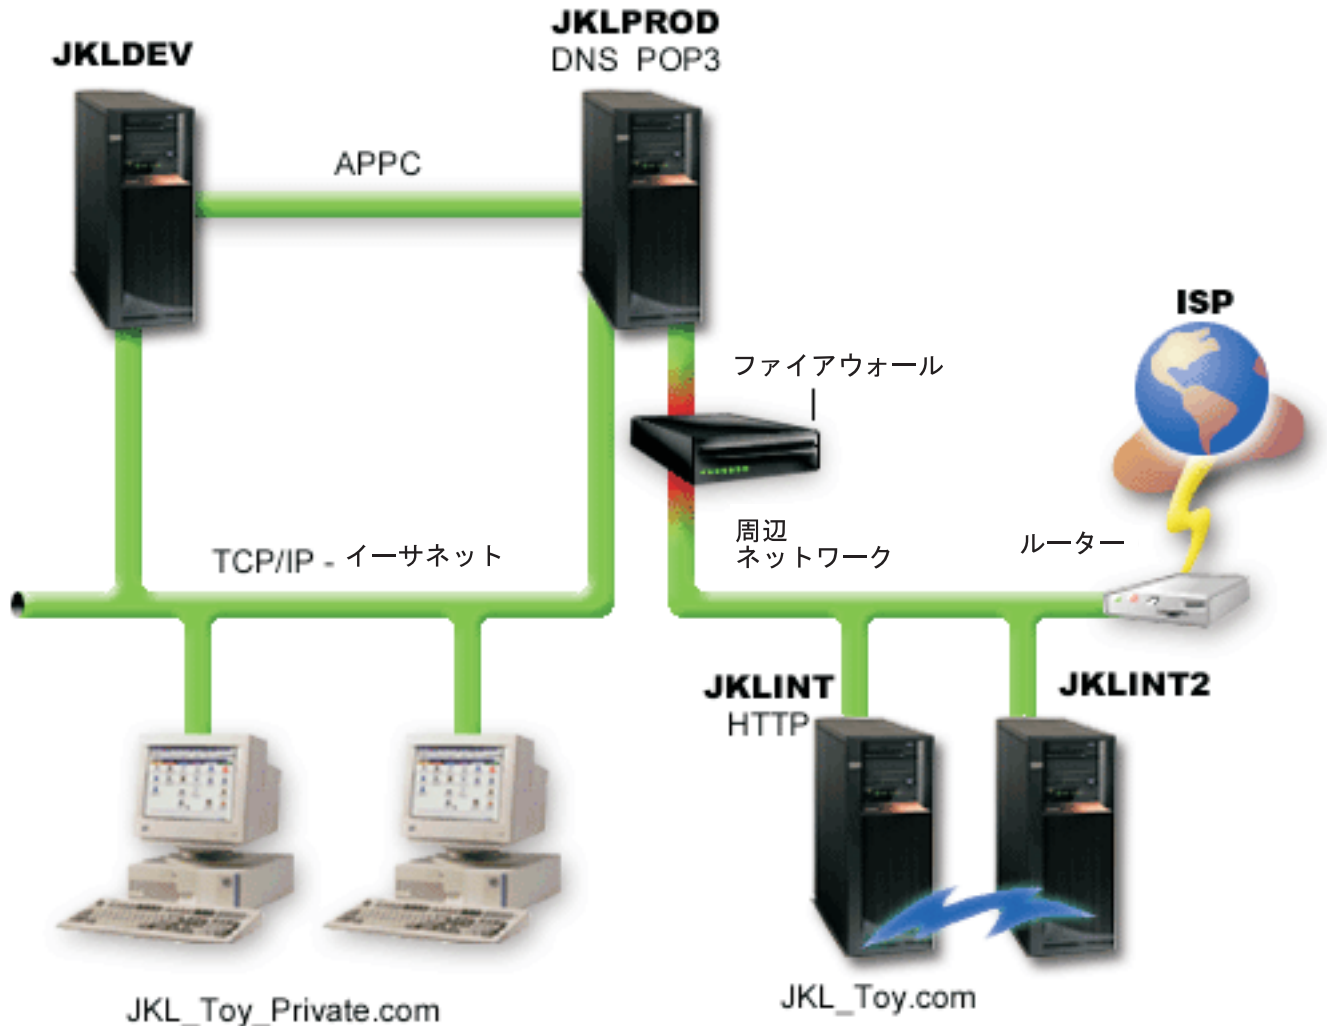 JKLDEV
JKLPROD
DNS POP3
APPC
ISP
ファイアウォール
周辺
ネットワーク
ルーター
TCP/IP - イーサネット
JKLINT
HTTP
JKLINT2
JKL_Toy_Private.com
JKL_Toy.com